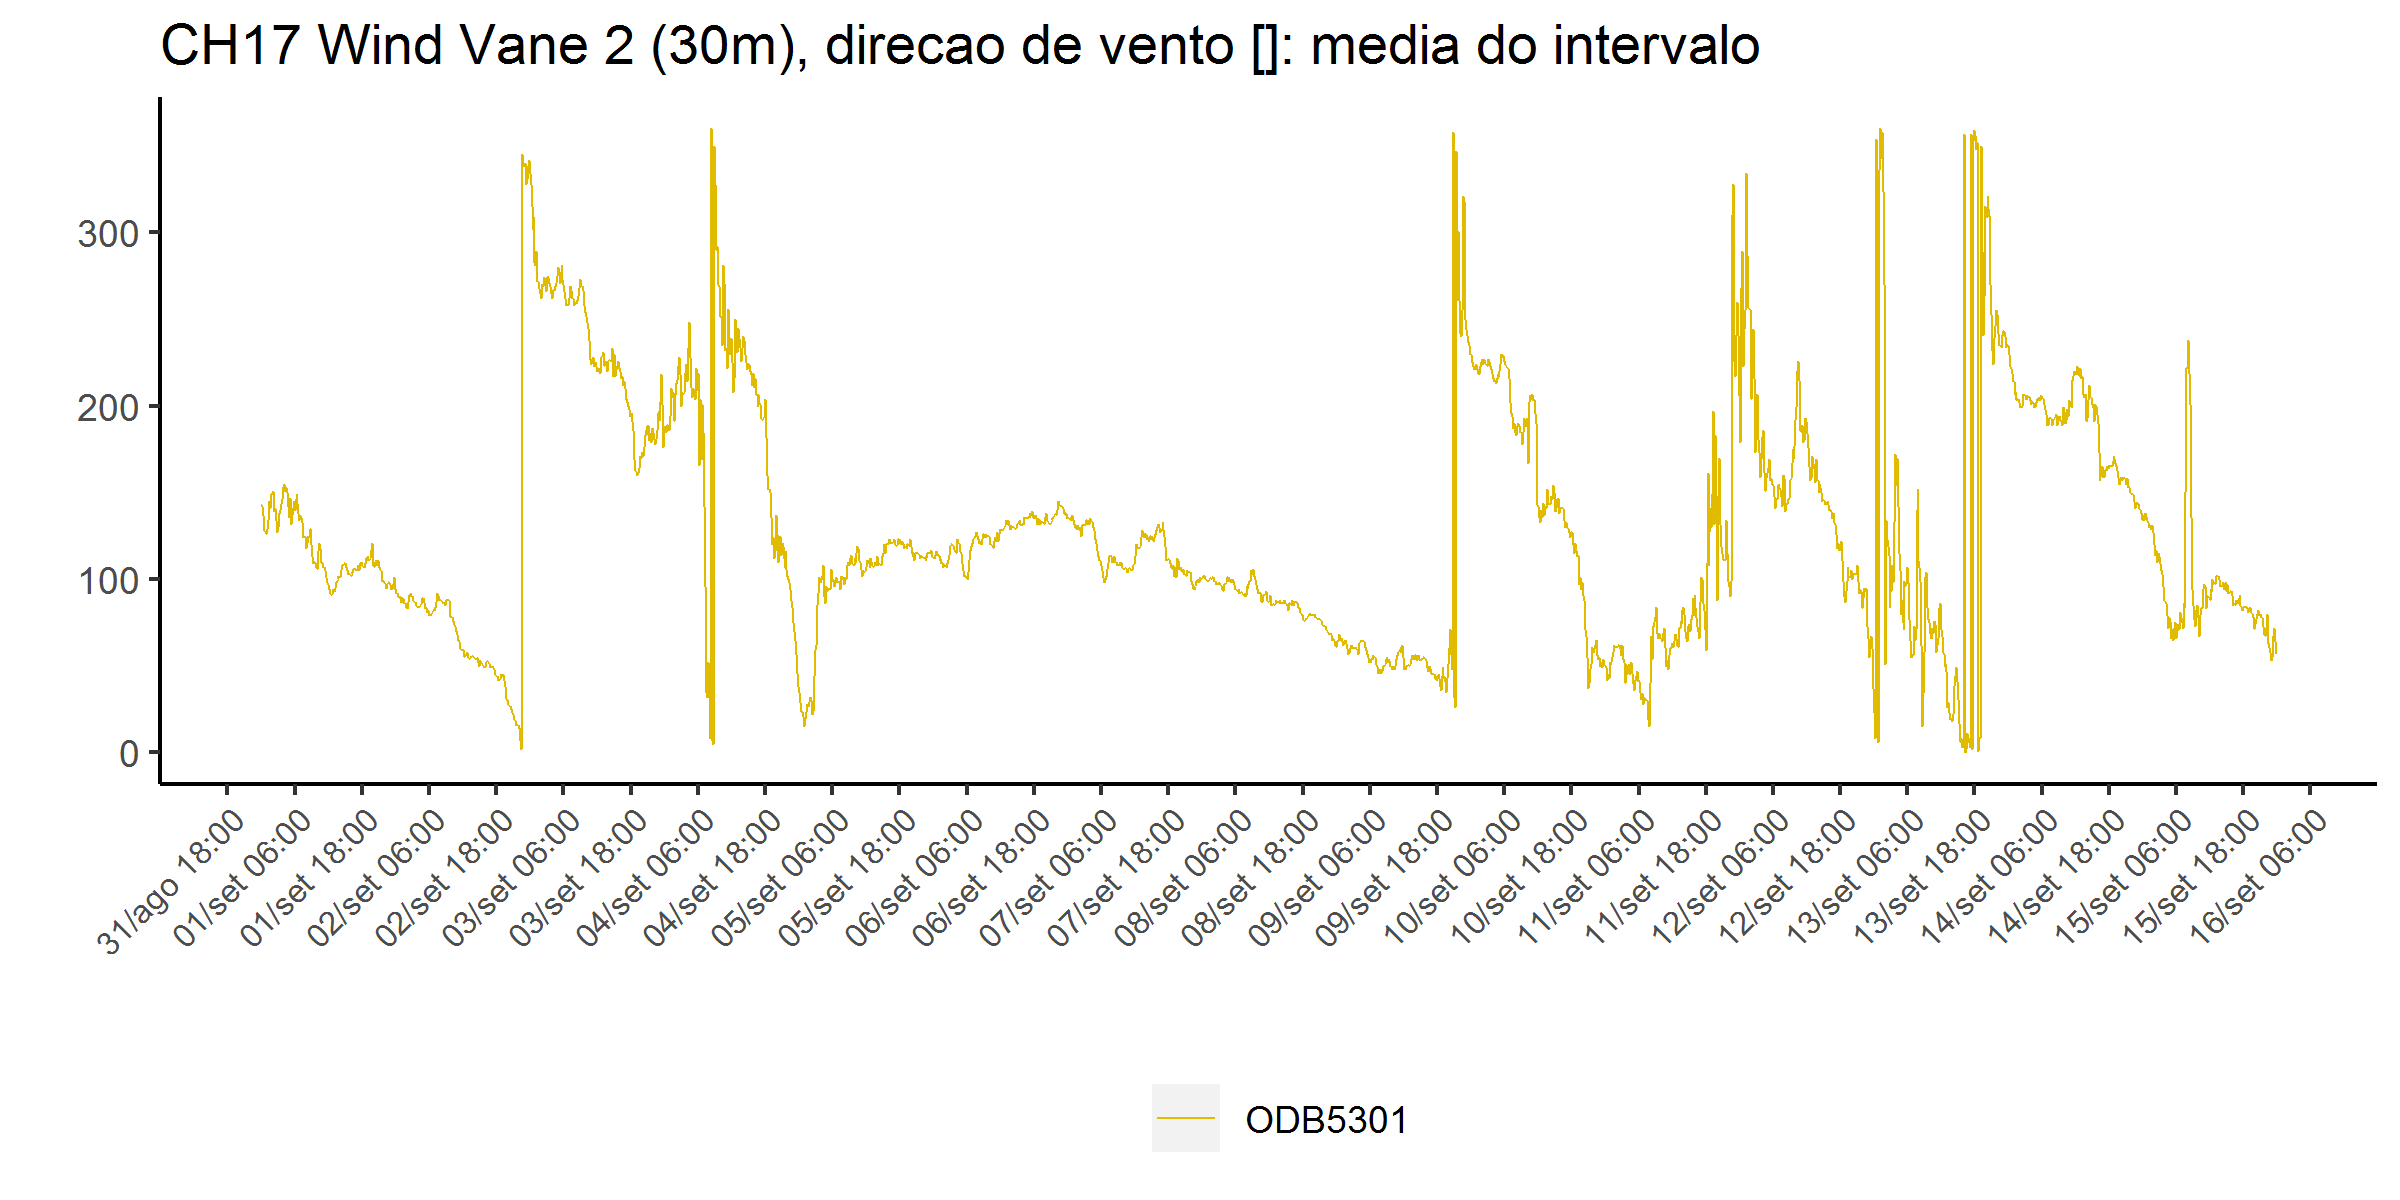 CH17 Wind Vane 2 (30m), direcao de vento []: media do intervalo
300
200
100
0
31/ago 18:00
01/set 06:00
01/set 18:00
02/set 06:00
02/set 18:00
03/set 06:00
03/set 18:00
04/set 06:00
04/set 18:00
05/set 06:00
05/set 18:00
06/set 06:00
06/set 18:00
07/set 06:00
07/set 18:00
08/set 06:00
08/set 18:00
09/set 06:00
09/set 18:00
10/set 06:00
10/set 18:00
11/set 06:00
11/set 18:00
12/set 06:00
12/set 18:00
13/set 06:00
13/set 18:00
14/set 06:00
14/set 18:00
15/set 06:00
15/set 18:00
16/set 06:00
ODB5301